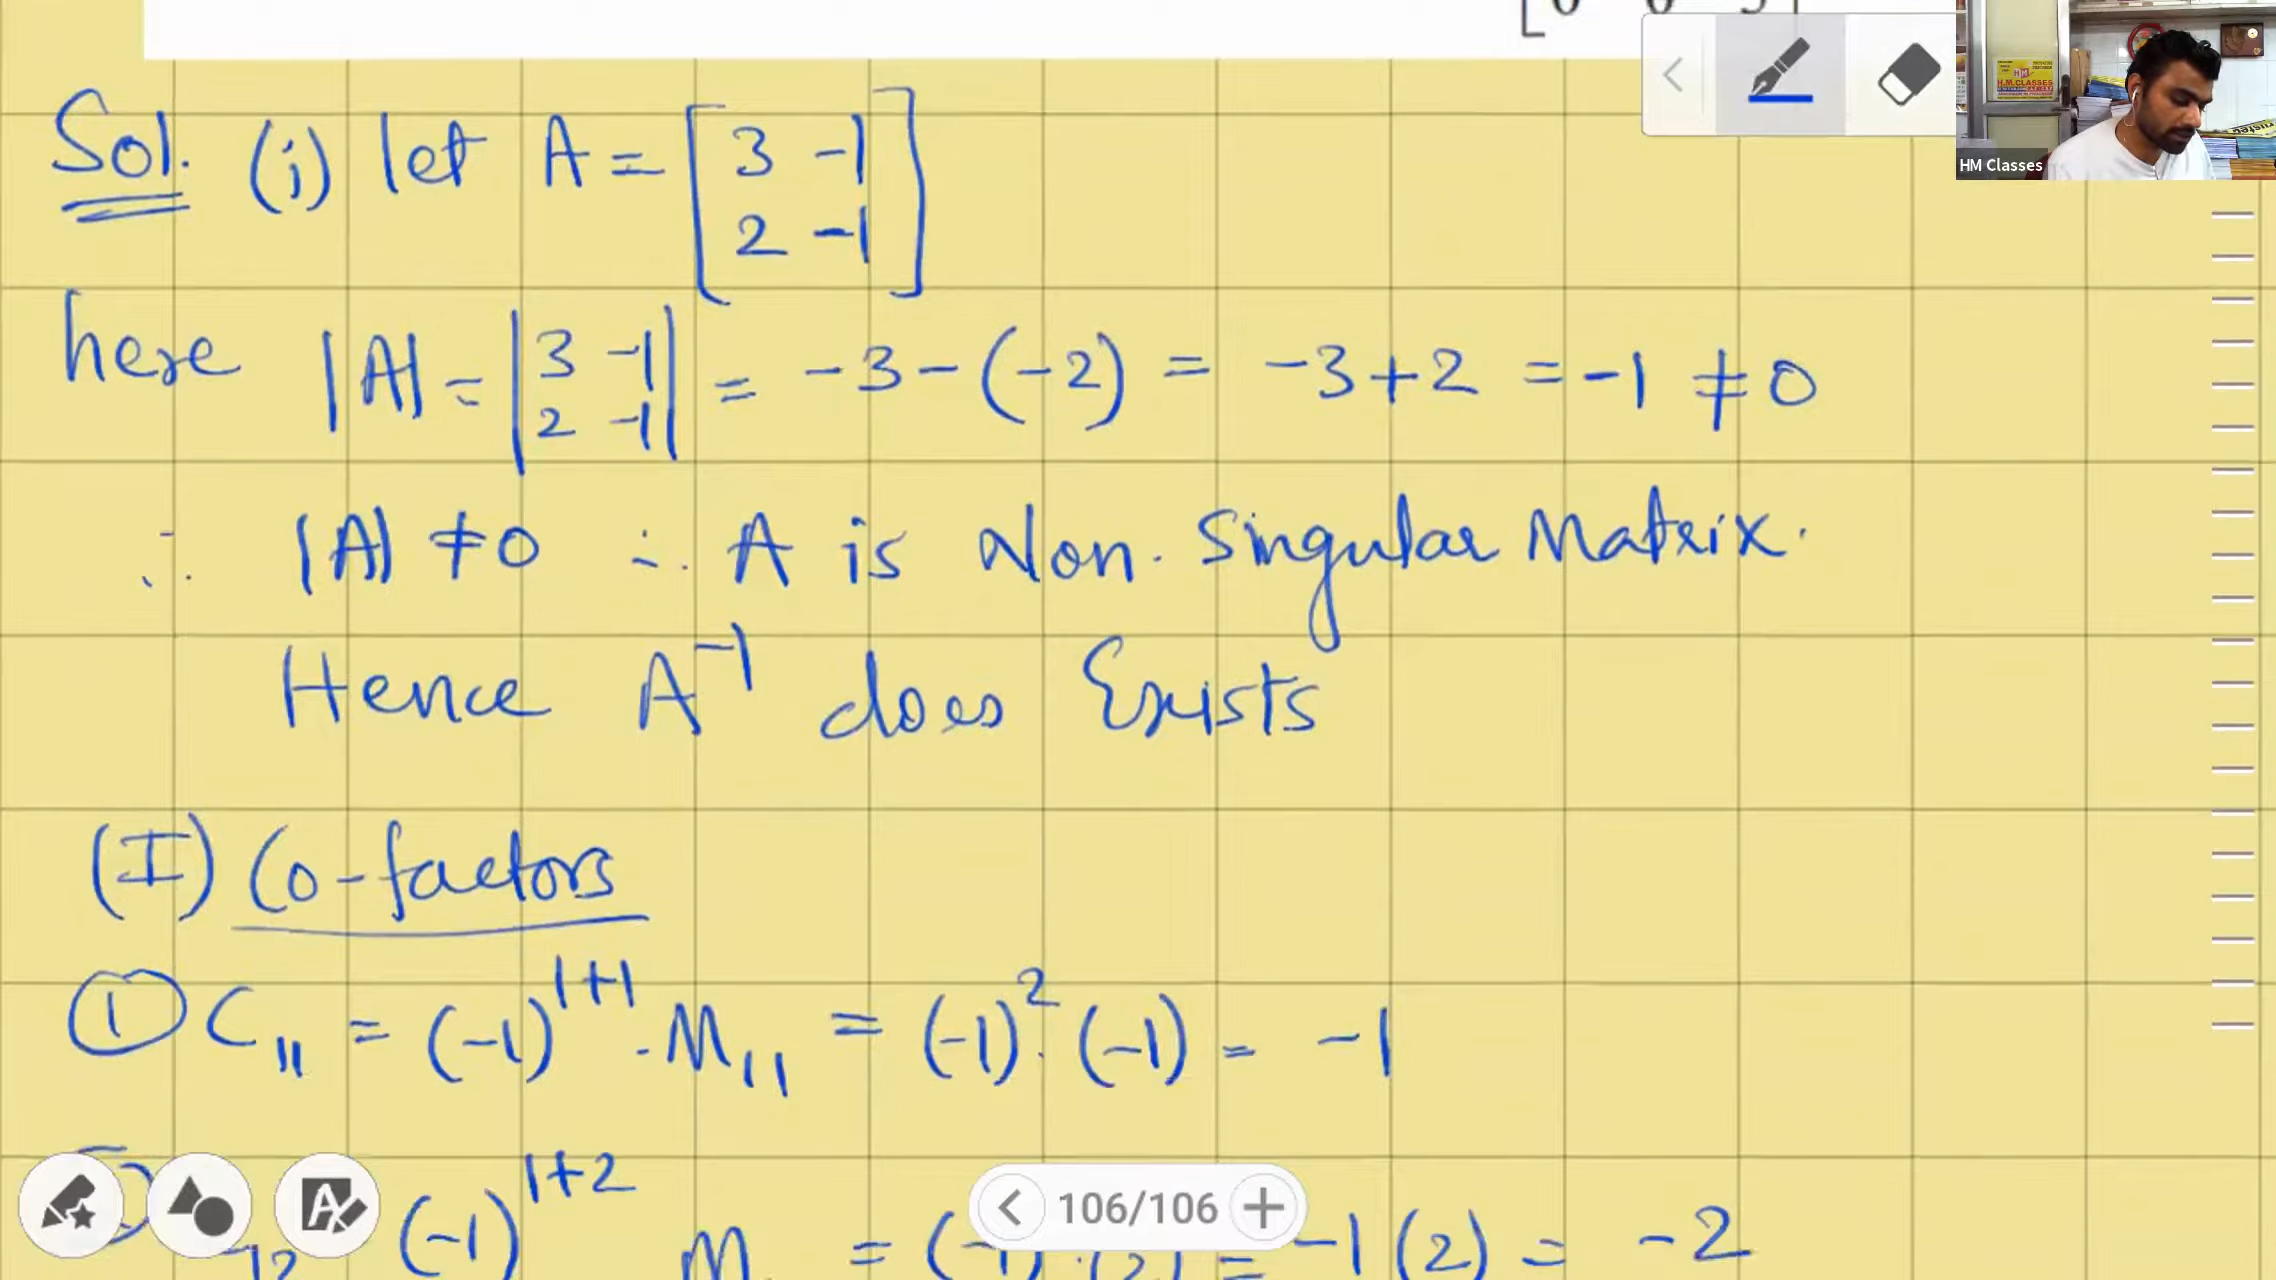 HM
H.M.CLASSES
HM Classes
Sol. (i) let A = [3 -1
2 -1]
here |A| = |3 -1
2 -1| = -3-(-2) = -3+2 = -1 ≠ 0
∴ |A| ≠ 0 ∴ A is Non. Singular Matrix.
Hence A⁻¹ does Exists
(I) Co-factors
① C₁₁ = (-1)¹⁺¹ . M₁₁ = (-1)² . (-1) = -1
(-1)¹⁺² M = -1(2) = -2
106/106